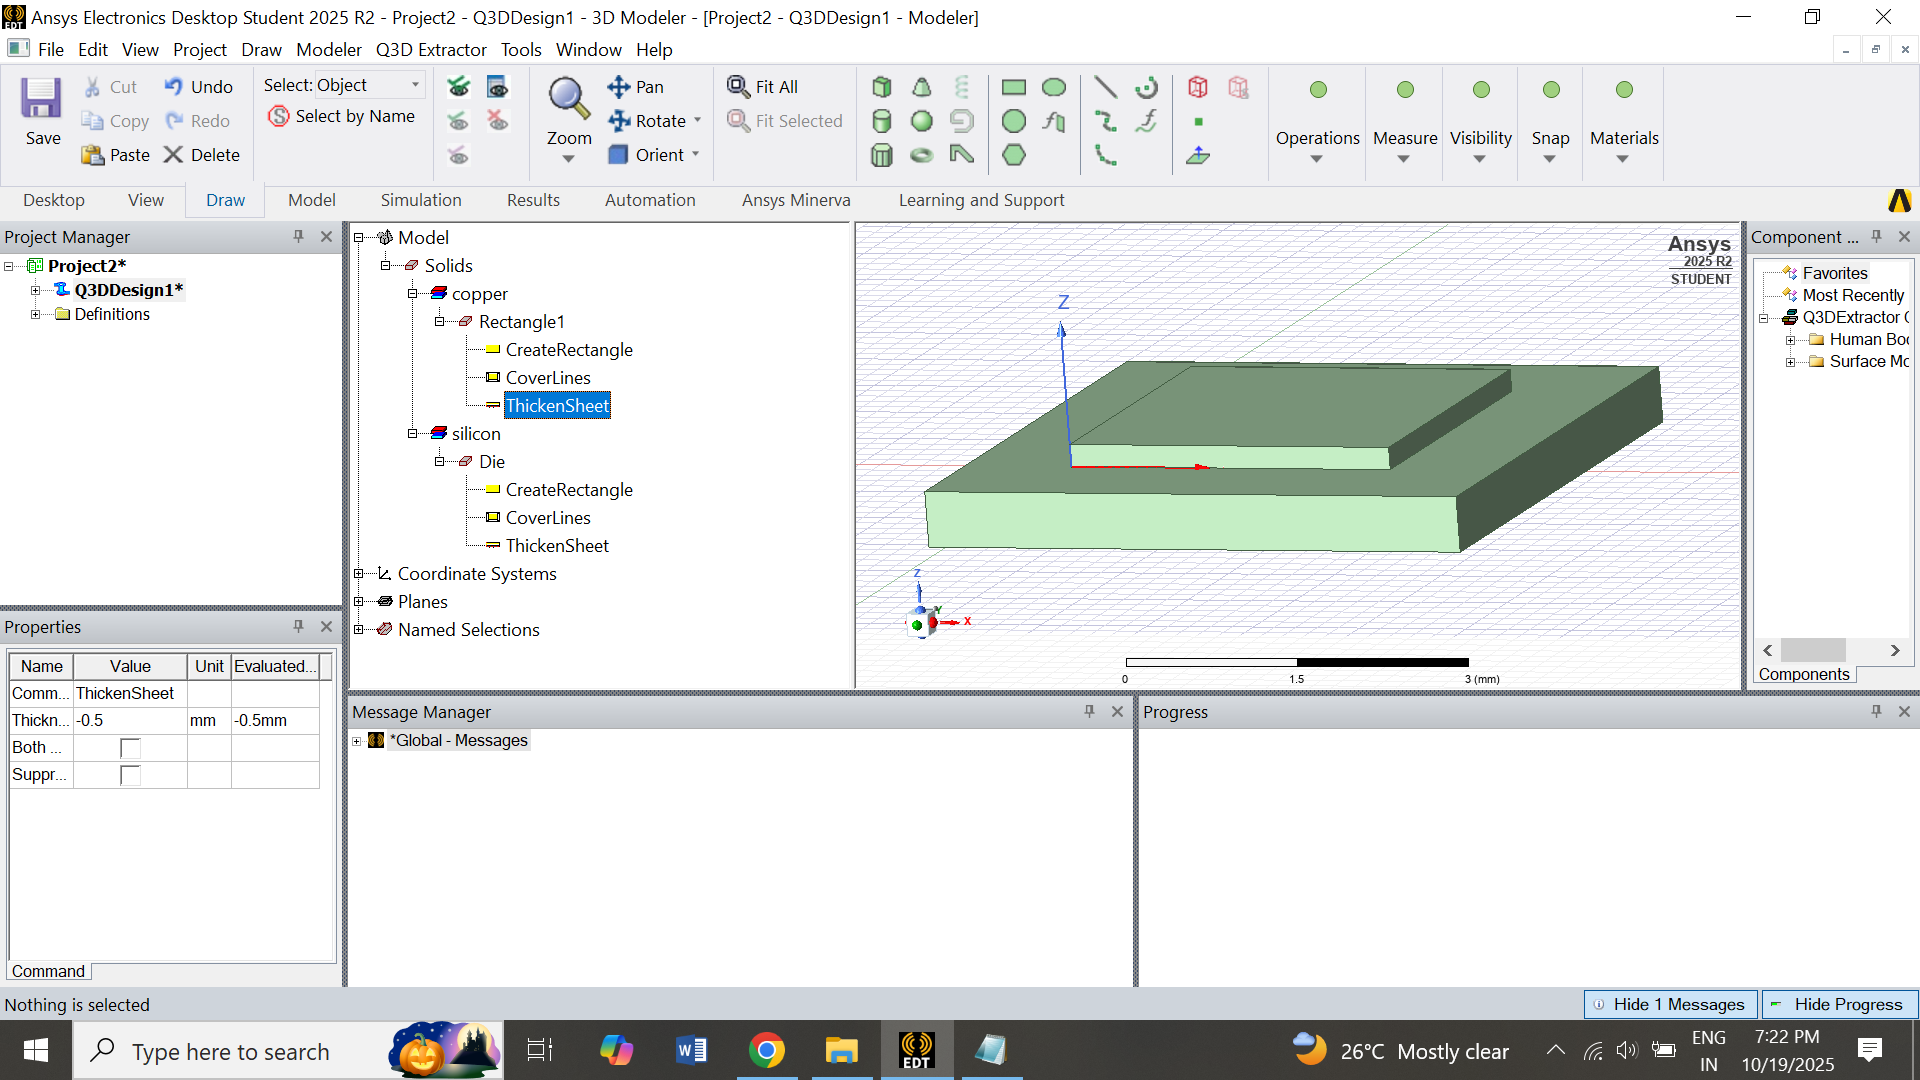 Ansys Electronics Desktop Student 2025 R2 - Project2 - Q3DDesign1 - 3D Modeler - [Project2 - Q3DDesign1 - Modeler]
File Edit View Project Draw Modeler Q3D Extractor Tools Window Help
Save
Cut
Copy
Paste
Undo
Redo
Delete
Select: Object
Select by Name
Zoom
Pan
Rotate
Orient
Fit All
Fit Selected
Operations
Measure
Visibility
Snap
Materials
Desktop View Draw Model Simulation Results Automation Ansys Minerva Learning and Support
Project Manager
Project2*
Q3DDesign1*
Definitions
Model
Solids
copper
Rectangle1
CreateRectangle
CoverLines
ThickenSheet
silicon
Die
CreateRectangle
CoverLines
ThickenSheet
Coordinate Systems
Planes
Named Selections
Z
Ansys
2025 R2
STUDENT
Z
Y
X
0 1.5 3 (mm)
Component ...
Favorites
Most Recently
Q3DExtractor
Human Boo
Surface Mo
Components
Properties
Name Value Unit Evaluated...
Comm... ThickenSheet
Thickn... -0.5 mm -0.5mm
Both ...
Suppr...
Command
Message Manager
*Global - Messages
Progress
Nothing is selected
Hide 1 Messages
Hide Progress
Type here to search
EDT
26°C Mostly clear
ENG
IN
7:22 PM
10/19/2025